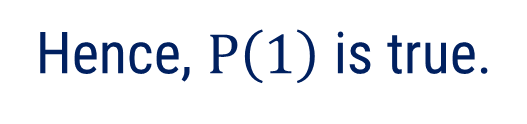 Hence, P(1) is true.